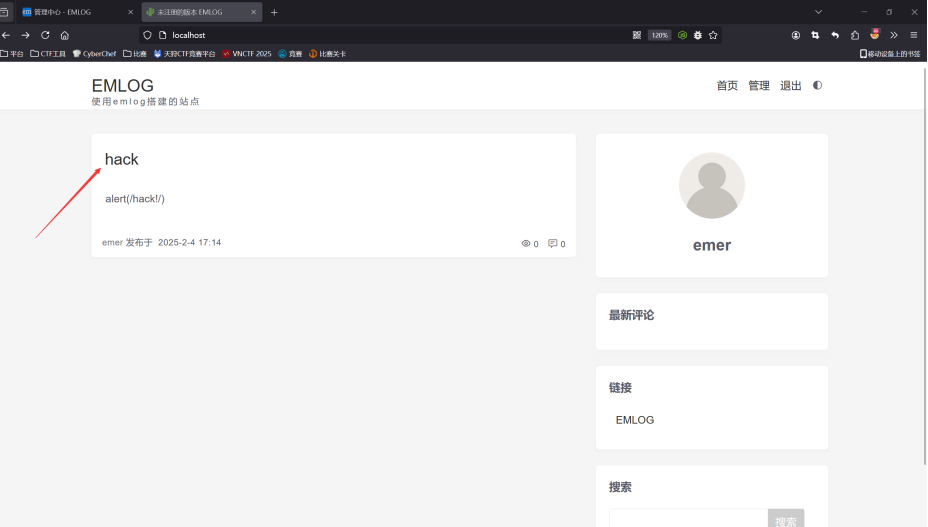 管理中心 - EMLOG
未注册的版本 EMLOG
localhost
120%
平台 CTF工具 CyberChef 比赛 天狩CTF竞赛平台 VNCTF 2025 竞赛 比赛关卡 移动设备上的书签
EMLOG
使用emlog搭建的站点
首页 管理 退出
hack
alert(/hack!/)
emer 发布于 2025-2-4 17:14
0 0
emer
最新评论
链接
EMLOG
搜索
搜索